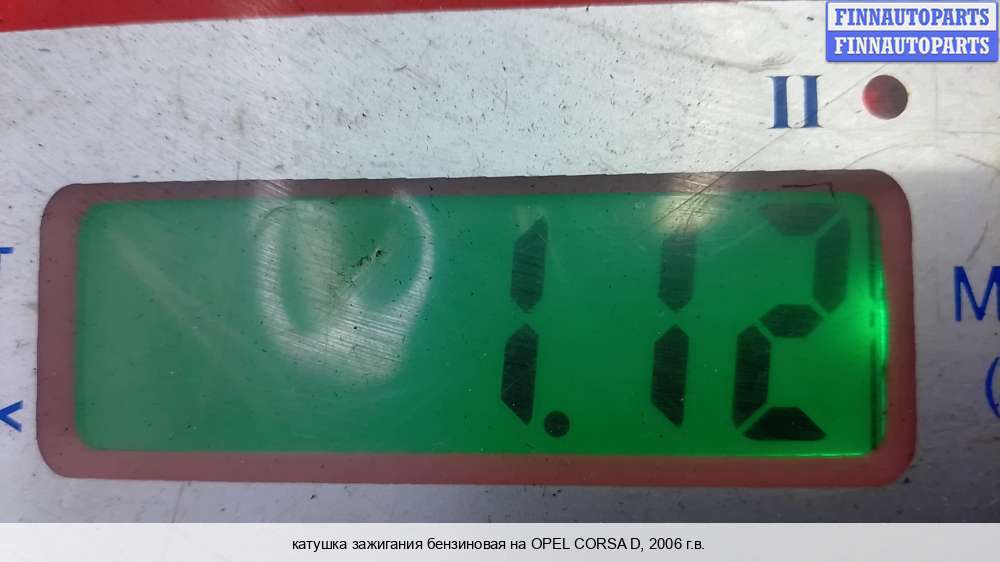 FINNAUTOPARTS
FINNAUTOPARTS
II
1.12
катушка зажигания бензиновая на OPEL CORSA D, 2006 г.в.